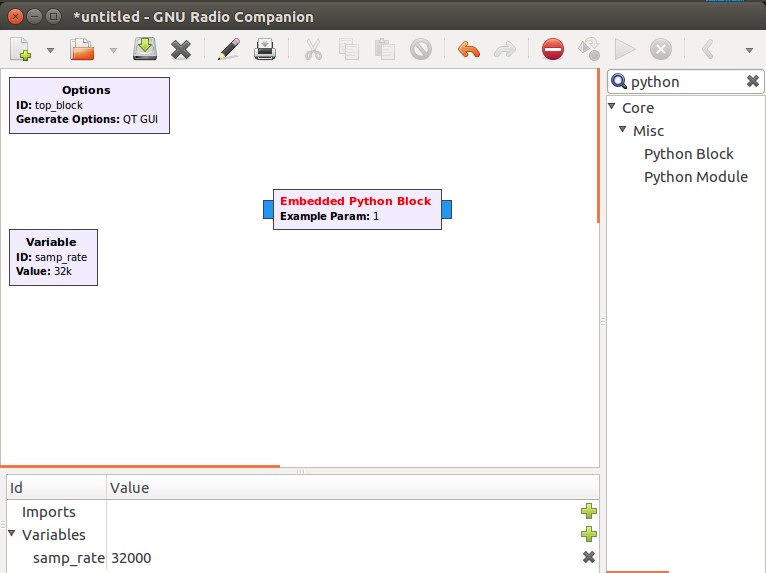 *untitled - GNU Radio Companion
python
Options
ID: top_block
Generate Options: QT GUI
Embedded Python Block
Example Param: 1
Variable
ID: samp_rate
Value: 32k
Core
Misc
Python Block
Python Module
Id Value
Imports
Variables
samp_rate 32000